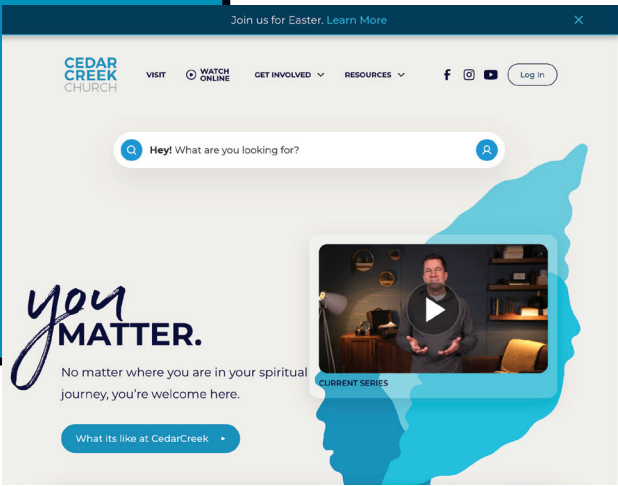 Join us for Easter. Learn More
CEDAR
CREEK
CHURCH
VISIT
WATCH
ONLINE
GET INVOLVED
RESOURCES
Log In
Hey! What are you looking for?
you
MATTER.
No matter where you are in your spiritual
journey, you're welcome here.
CURRENT SERIES
What its like at CedarCreek